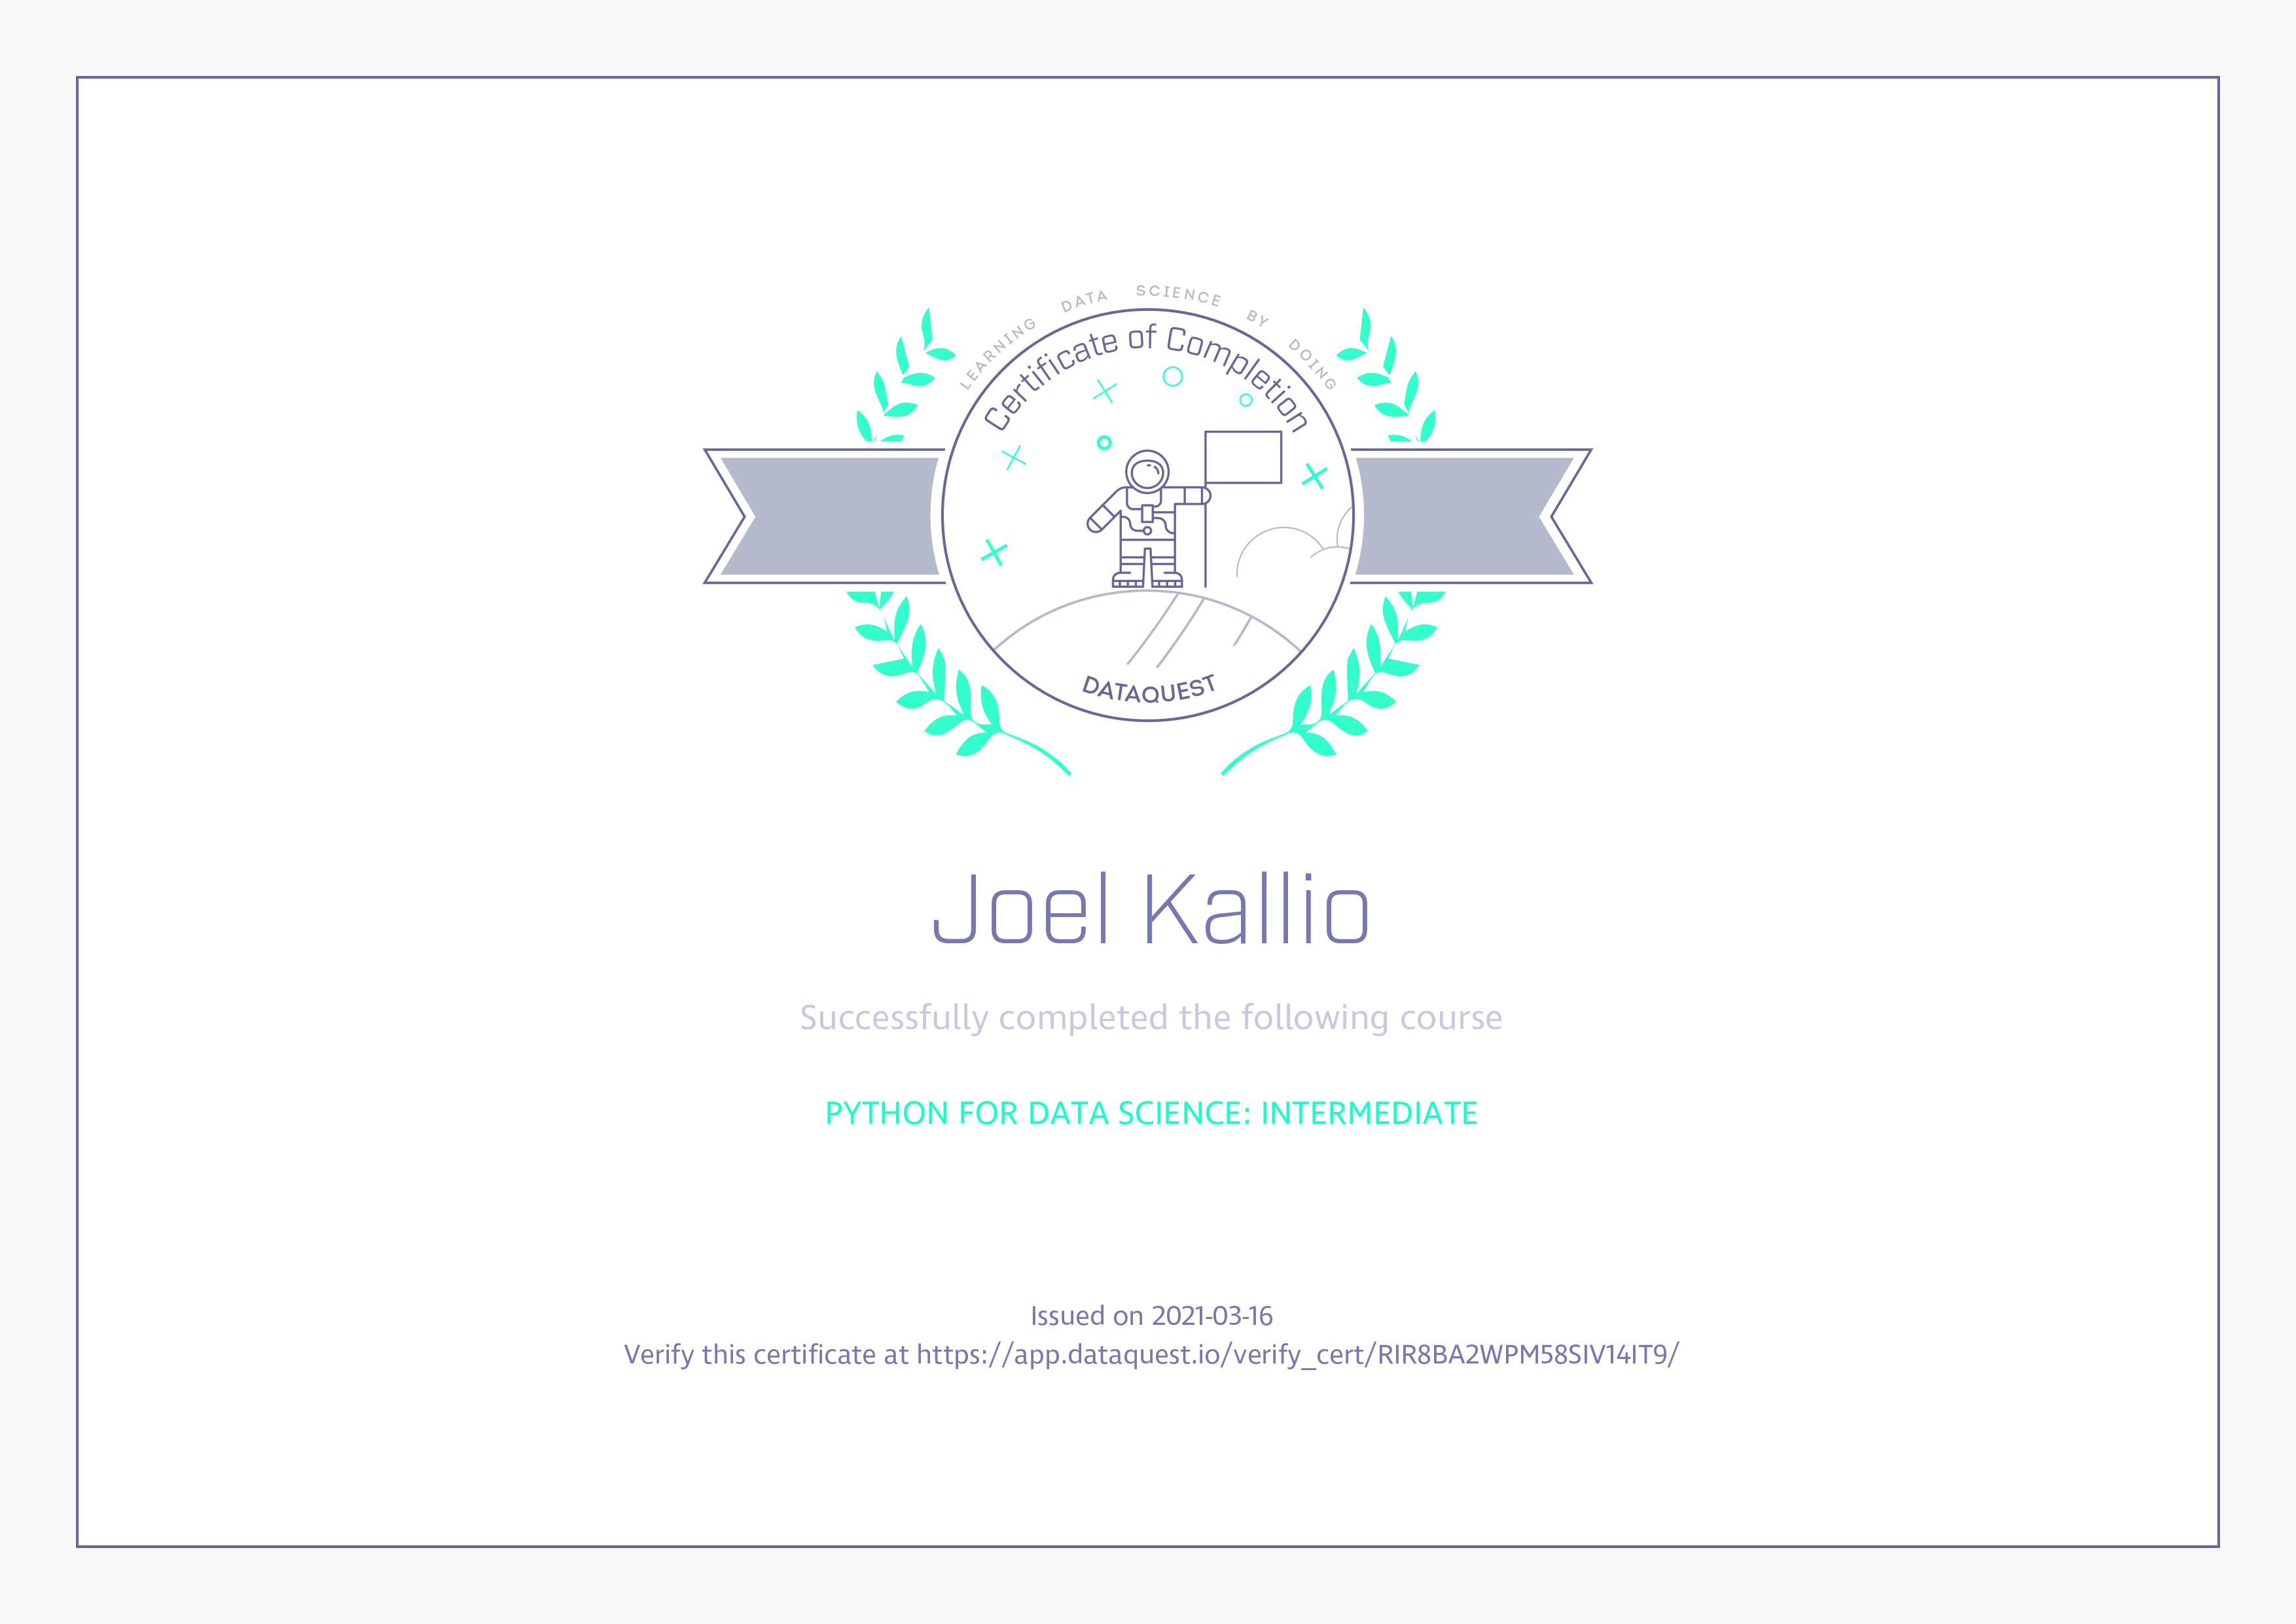 LEARNING DATA SCIENCE BY DOING
Certificate of Completion
DATAQUEST
Joel Kallio
Successfully completed the following course
PYTHON FOR DATA SCIENCE: INTERMEDIATE
Issued on 2021-03-16
Verify this certificate at https://app.dataquest.io/verify_cert/RIR8BA2WPM58SIV14IT9/